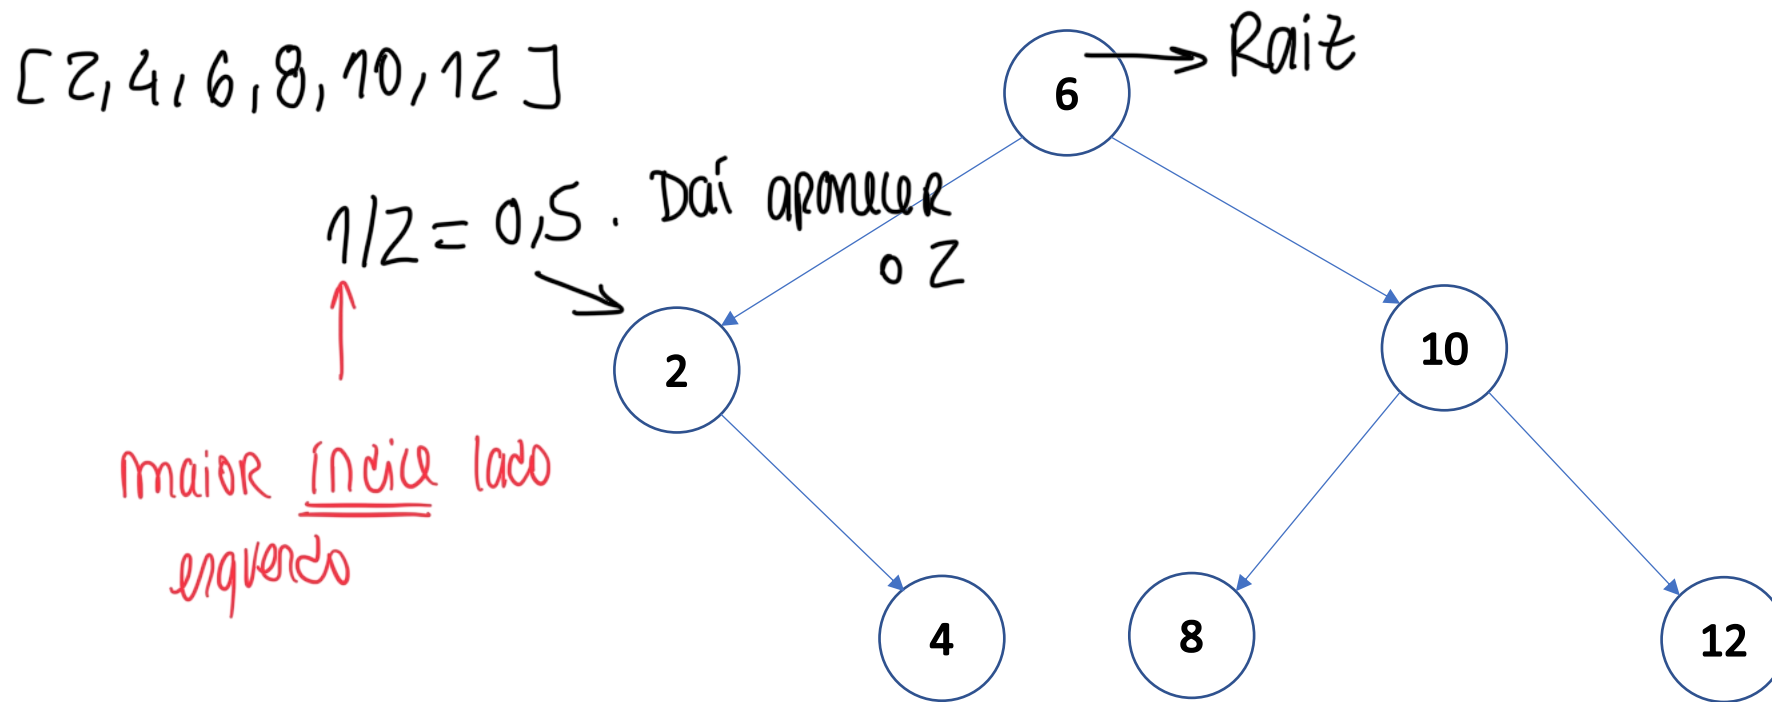 [2,4,6,8,10,12]
6 → Raiz
1/2 = 0,5. Daí aparecer
o 2
2
10
maior índice lado
esquerdo
4
8
12